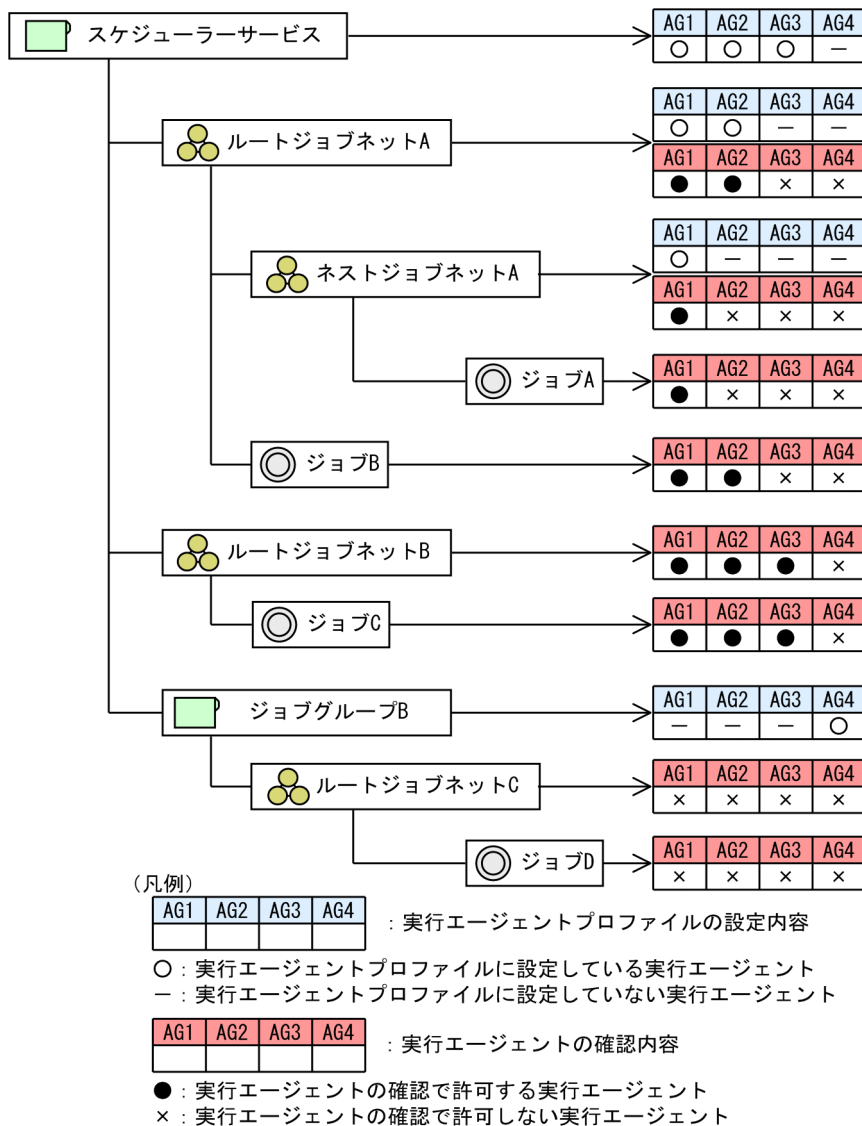 スケジューラーサービス
AG1 AG2 AG3 AG4
○ ○ ○ －
ルートジョブネットA
AG1 AG2 AG3 AG4
○ ○ － －
AG1 AG2 AG3 AG4
● ● × ×
ネストジョブネットA
AG1 AG2 AG3 AG4
○ － － －
AG1 AG2 AG3 AG4
● × × ×
ジョブA
AG1 AG2 AG3 AG4
● × × ×
ジョブB
AG1 AG2 AG3 AG4
● ● × ×
ルートジョブネットB
AG1 AG2 AG3 AG4
● ● ● ×
ジョブC
AG1 AG2 AG3 AG4
● ● ● ×
ジョブグループB
AG1 AG2 AG3 AG4
－ － － ○
ルートジョブネットC
AG1 AG2 AG3 AG4
× × × ×
ジョブD
AG1 AG2 AG3 AG4
× × × ×
(凡例)
AG1 AG2 AG3 AG4
：実行エージェントプロファイルの設定内容
○：実行エージェントプロファイルに設定している実行エージェント
－：実行エージェントプロファイルに設定していない実行エージェント
AG1 AG2 AG3 AG4
：実行エージェントの確認内容
●：実行エージェントの確認で許可する実行エージェント
×：実行エージェントの確認で許可しない実行エージェント